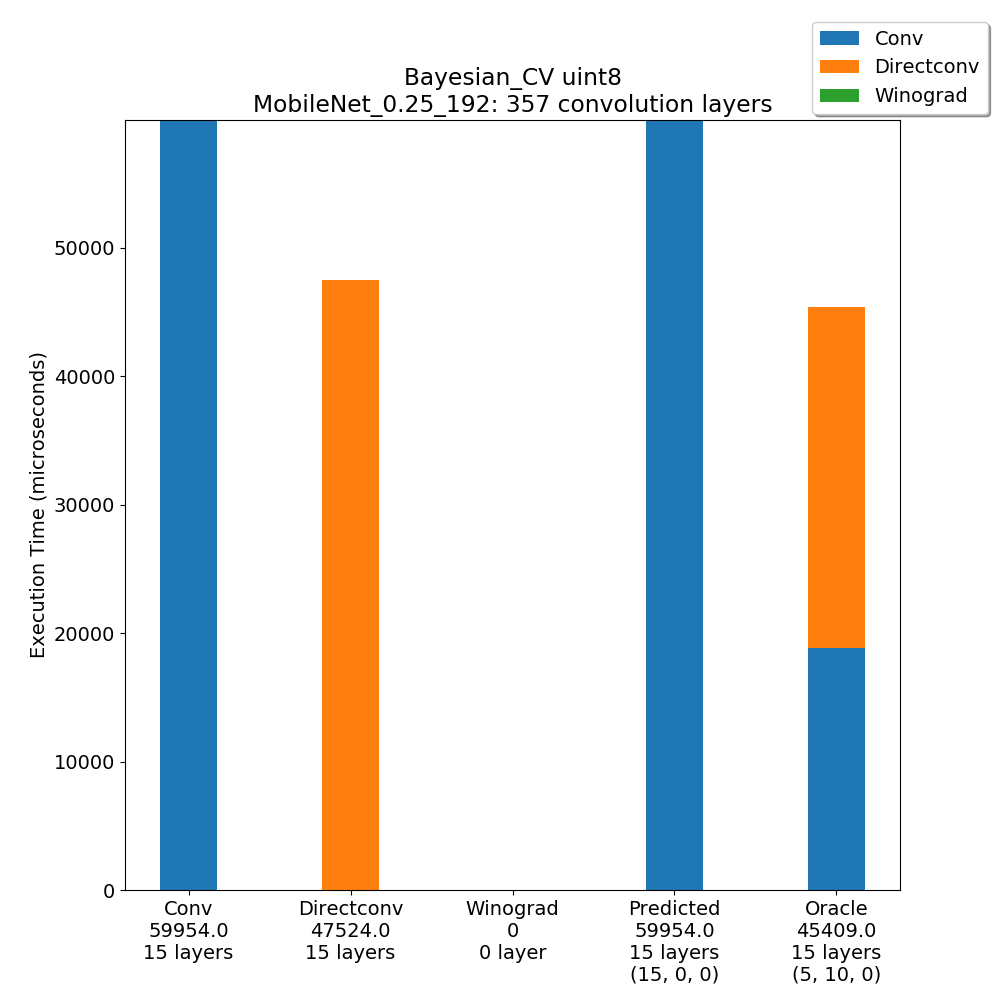 Conv
Directconv
Winograd
Bayesian_CV uint8
MobileNet_0.25_192: 357 convolution layers
Execution Time (microseconds)
50000
40000
30000
20000
10000
0
Conv
59954.0
15 layers
Directconv
47524.0
15 layers
Winograd
0
0 layer
Predicted
59954.0
15 layers
(15, 0, 0)
Oracle
45409.0
15 layers
(5, 10, 0)